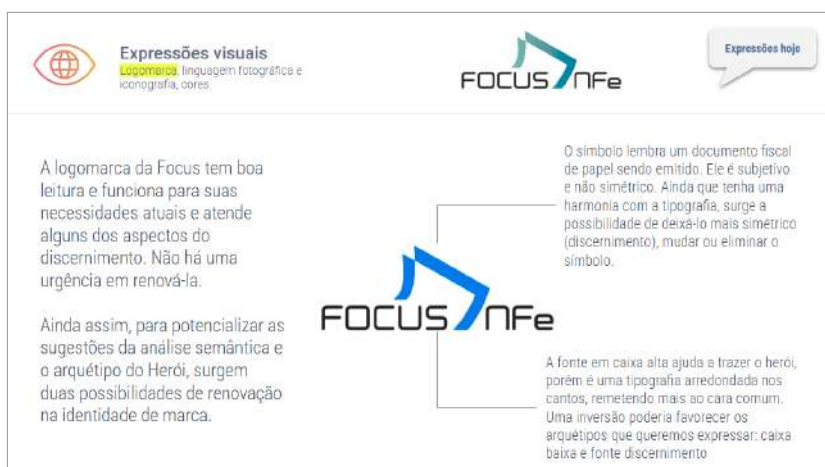 Expressões visuais
Logomarca, linguagem fotográfica e
iconografia, cores
FOCUS NFe
Expressões hoje
A logomarca da Focus tem boa
leitura e funciona para suas
necessidades atuais e atende
alguns dos aspectos do
discernimento. Não há uma
urgência em renová-la.
Ainda assim, para potencializar as
sugestões da análise semântica e
o arquétipo do Herói, surgem
duas possibilidades de renovação
na identidade de marca.
FOCUS NFe
O símbolo lembra um documento fiscal
de papel sendo emitido. Ele é subjetivo
e não simétrico. Ainda que tenha uma
harmonia com a tipografia, surge a
possibilidade de deixá-lo mais simétrico
(discernimento), mudar ou eliminar o
símbolo.
A fonte em caixa alta ajuda a trazer o herói,
porém é uma tipografia arredondada nos
cantos, remetendo mais ao cara comum.
Uma inversão poderia favorecer os
arquétipos que queremos expressar: caixa
baixa e fonte discernimento